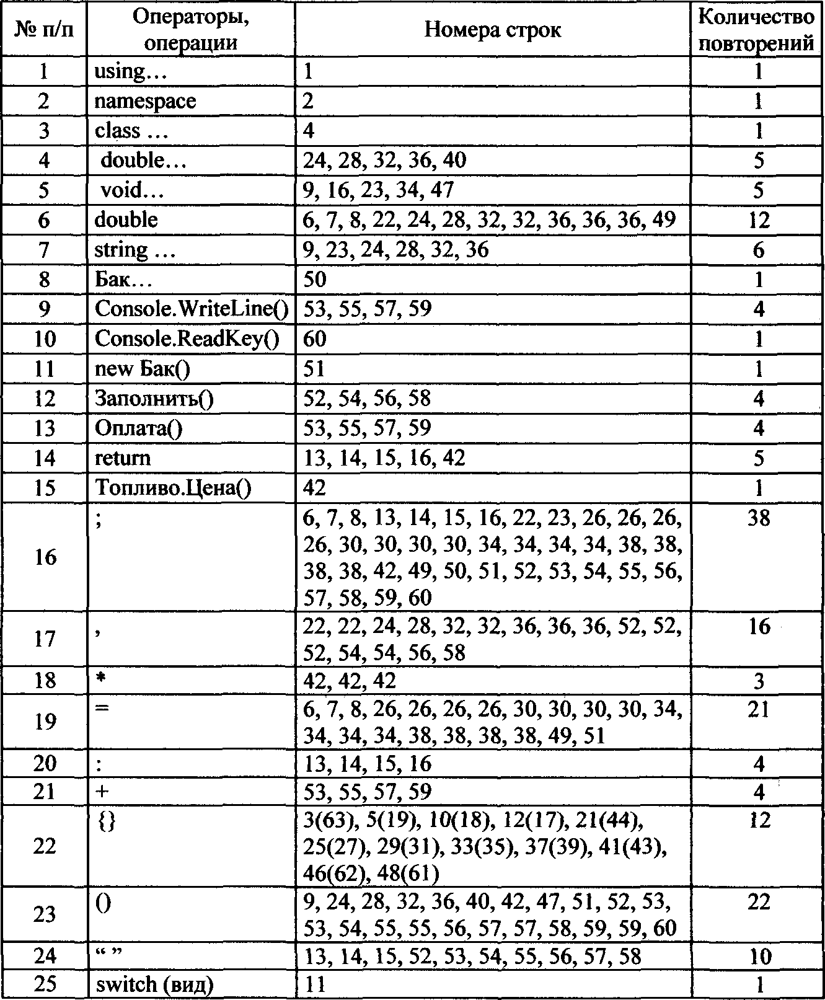 № п/п Операторы, операции Номера строк Количество повторений
1 using... 1 1
2 namespace 2 1
3 class ... 4 1
4 double... 24, 28, 32, 36, 40 5
5 void... 9, 16, 23, 34, 47 5
6 double 6, 7, 8, 22, 24, 28, 32, 32, 36, 36, 36, 49 12
7 string ... 9, 23, 24, 28, 32, 36 6
8 Бак... 50 1
9 Console.WriteLine() 53, 55, 57, 59 4
10 Console.ReadKey() 60 1
11 new Бак() 51 1
12 Заполнить() 52, 54, 56, 58 4
13 Оплата() 53, 55, 57, 59 4
14 return 13, 14, 15, 16, 42 5
15 Топливо.Цена() 42 1
16 ; 6, 7, 8, 13, 14, 15, 16, 22, 23, 26, 26, 26, 38
26, 30, 30, 30, 30, 34, 34, 34, 34, 38, 38,
38, 38, 42, 49, 50, 51, 52, 53, 54, 55, 56,
57, 58, 59, 60
17 , 22, 22, 24, 28, 32, 32, 36, 36, 36, 52, 52, 16
52, 54, 54, 56, 58
18 * 42, 42, 42 3
19 = 6, 7, 8, 26, 26, 26, 26, 30, 30, 30, 30, 34, 21
34, 34, 34, 38, 38, 38, 38, 49, 51
20 : 13, 14, 15, 16 4
21 + 53, 55, 57, 59 4
22 {} 3(63), 5(19), 10(18), 12(17), 21(44), 12
25(27), 29(31), 33(35), 37(39), 41(43),
46(62), 48(61)
23 () 9, 24, 28, 32, 36, 40, 42, 47, 51, 52, 53, 22
53, 54, 55, 55, 56, 57, 57, 58, 59, 59, 60
24 “ ” 13, 14, 15, 52, 53, 54, 55, 56, 57, 58 10
25 switch (вид) 11 1